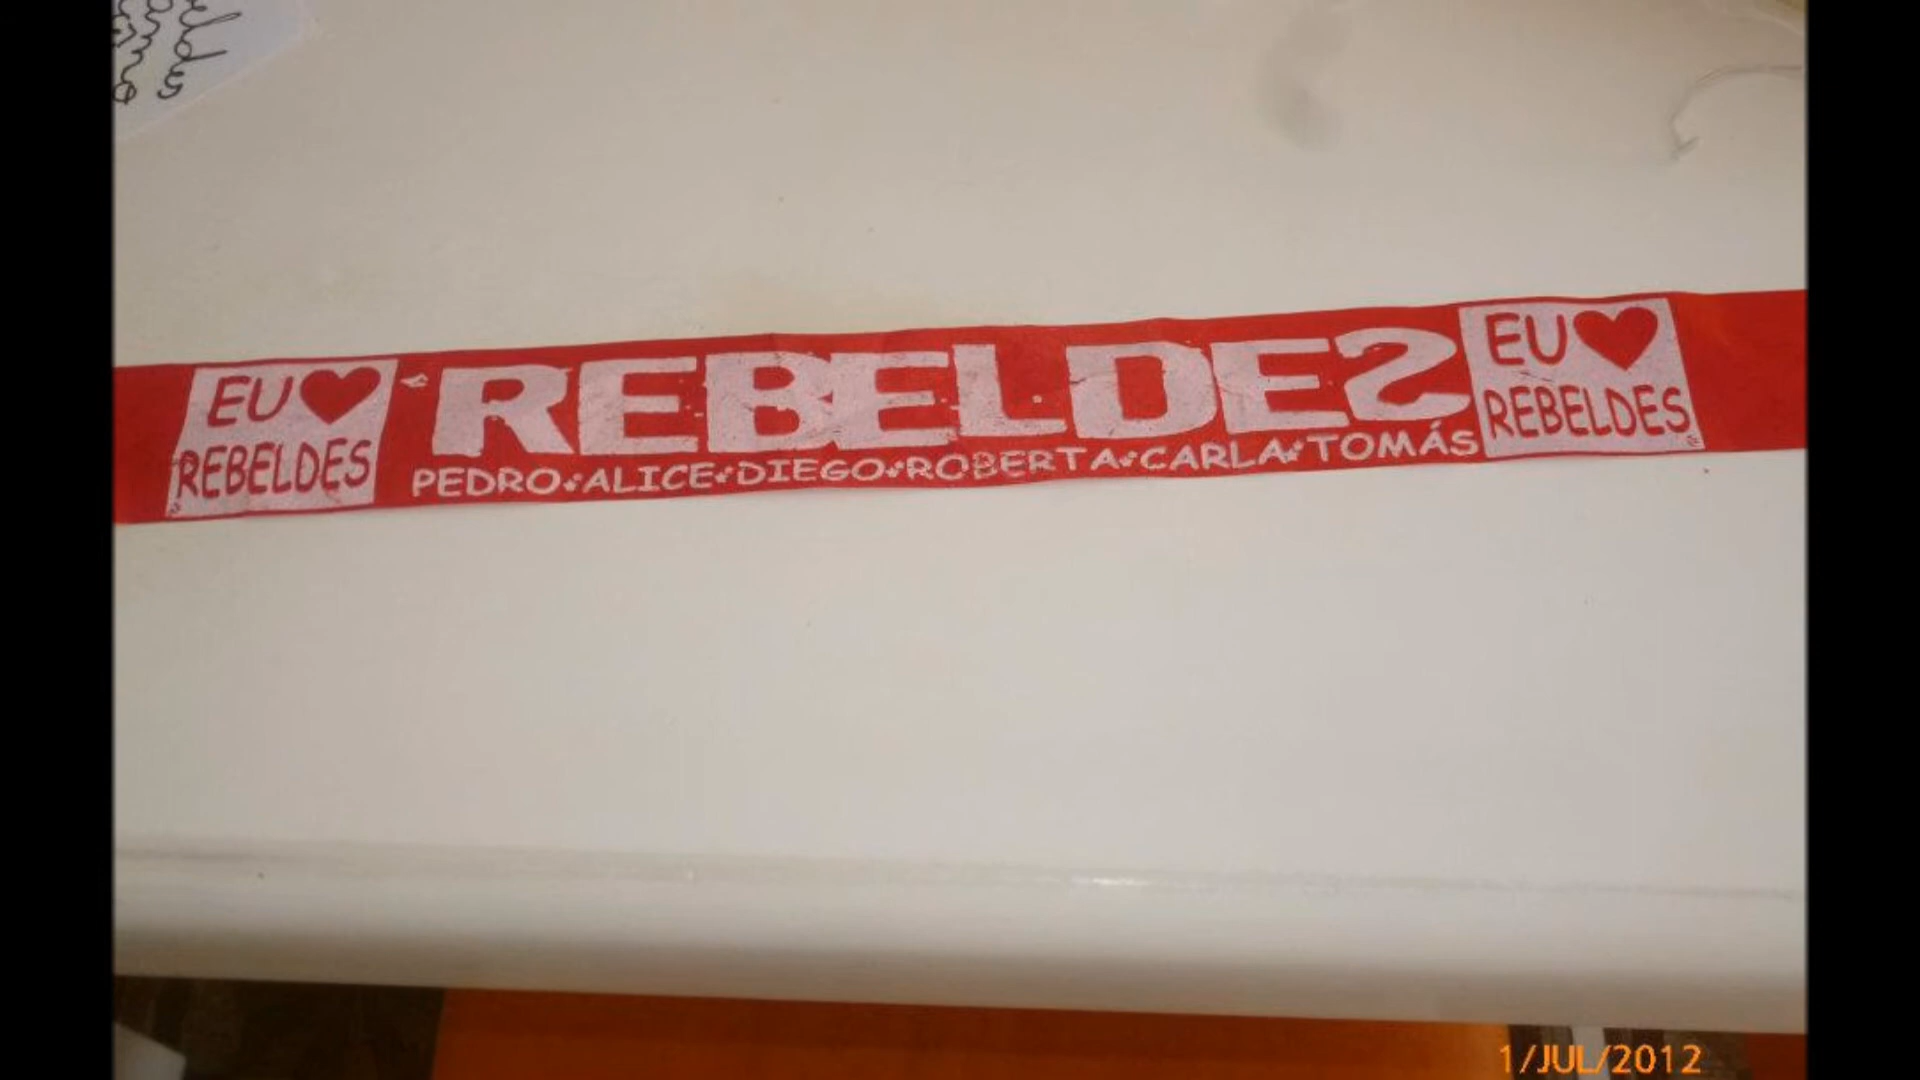 EU ❤ REBELDES
REBELDES
PEDRO ALICE DIEGO ROBERTA CARLA TOMÁS
EU ❤ REBELDES
1/JUL/2012